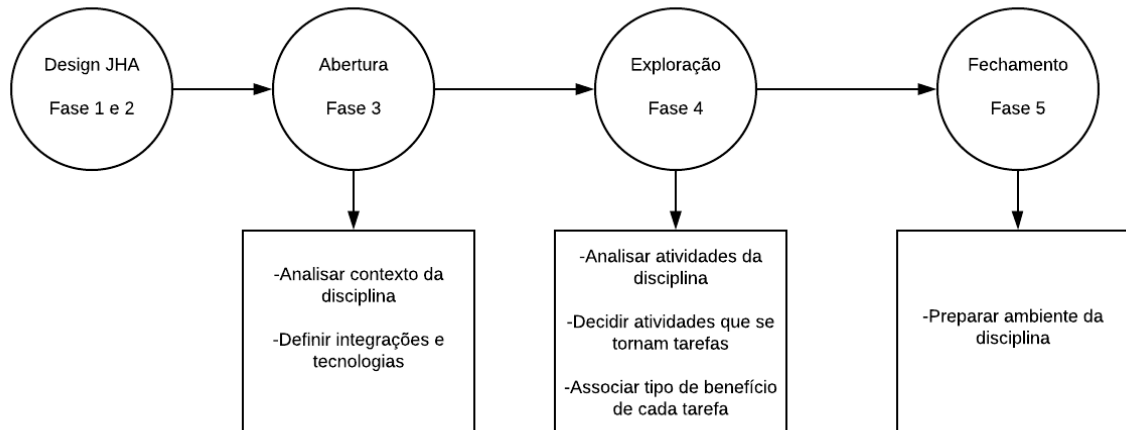 Design JHA
Fase 1 e 2
Abertura
Fase 3
Exploração
Fase 4
Fechamento
Fase 5
-Analisar contexto da
disciplina
-Definir integrações e
tecnologias
-Analisar atividades da
disciplina
-Decidir atividades que se
tornam tarefas
-Associar tipo de benefício
de cada tarefa
-Preparar ambiente da
disciplina